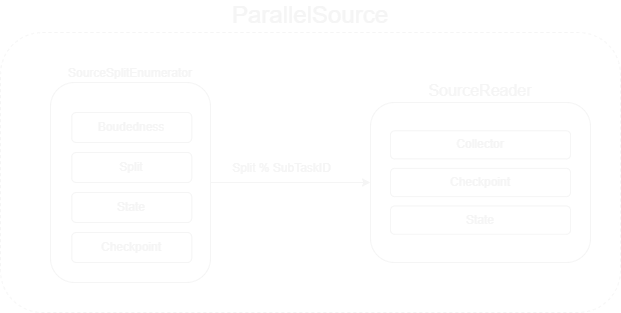 ParallelSource
SourceSplitEnumerator
Boundedness
Split
State
Checkpoint
Split % SubTaskID
SourceReader
Collector
Checkpoint
State